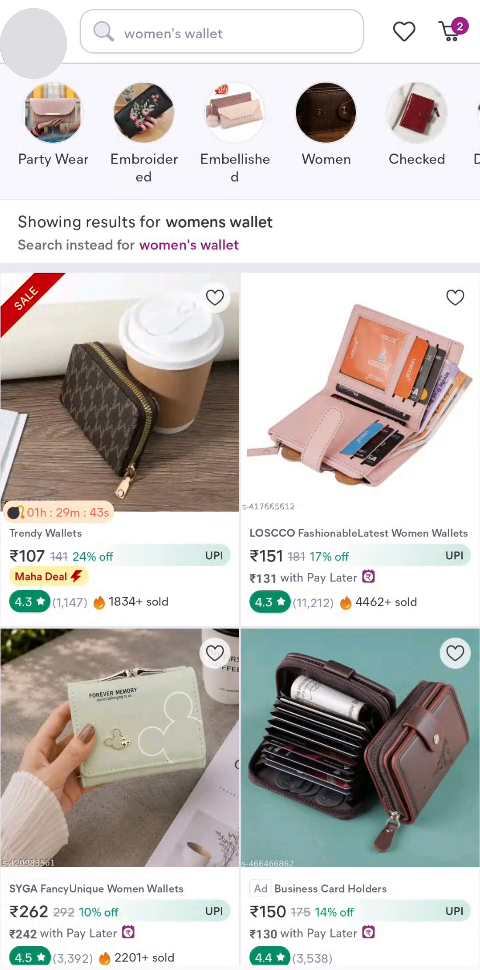 women's wallet
2
Party Wear
Embroider
ed
Embellishe
d
Women
Checked
D
Showing results for womens wallet
Search instead for women's wallet
SALE
01h : 29m : 43s
Trendy Wallets
₹107 141 24% off UPI
Maha Deal
4.3 ★ (1,147) 1834+ sold
LOSCCO
s-417665612
LOSCCO FashionableLatest Women Wallets
₹151 181 17% off UPI
₹131 with Pay Later
4.3 ★ (11,212) 4462+ sold
FOREVER MEMORY
s-420983561
SYGA FancyUnique Women Wallets
₹262 292 10% off UPI
₹242 with Pay Later
4.5 ★ (3,392) 2201+ sold
s-466466862
Ad Business Card Holders
₹150 175 14% off UPI
₹130 with Pay Later
4.4 ★ (3,538)